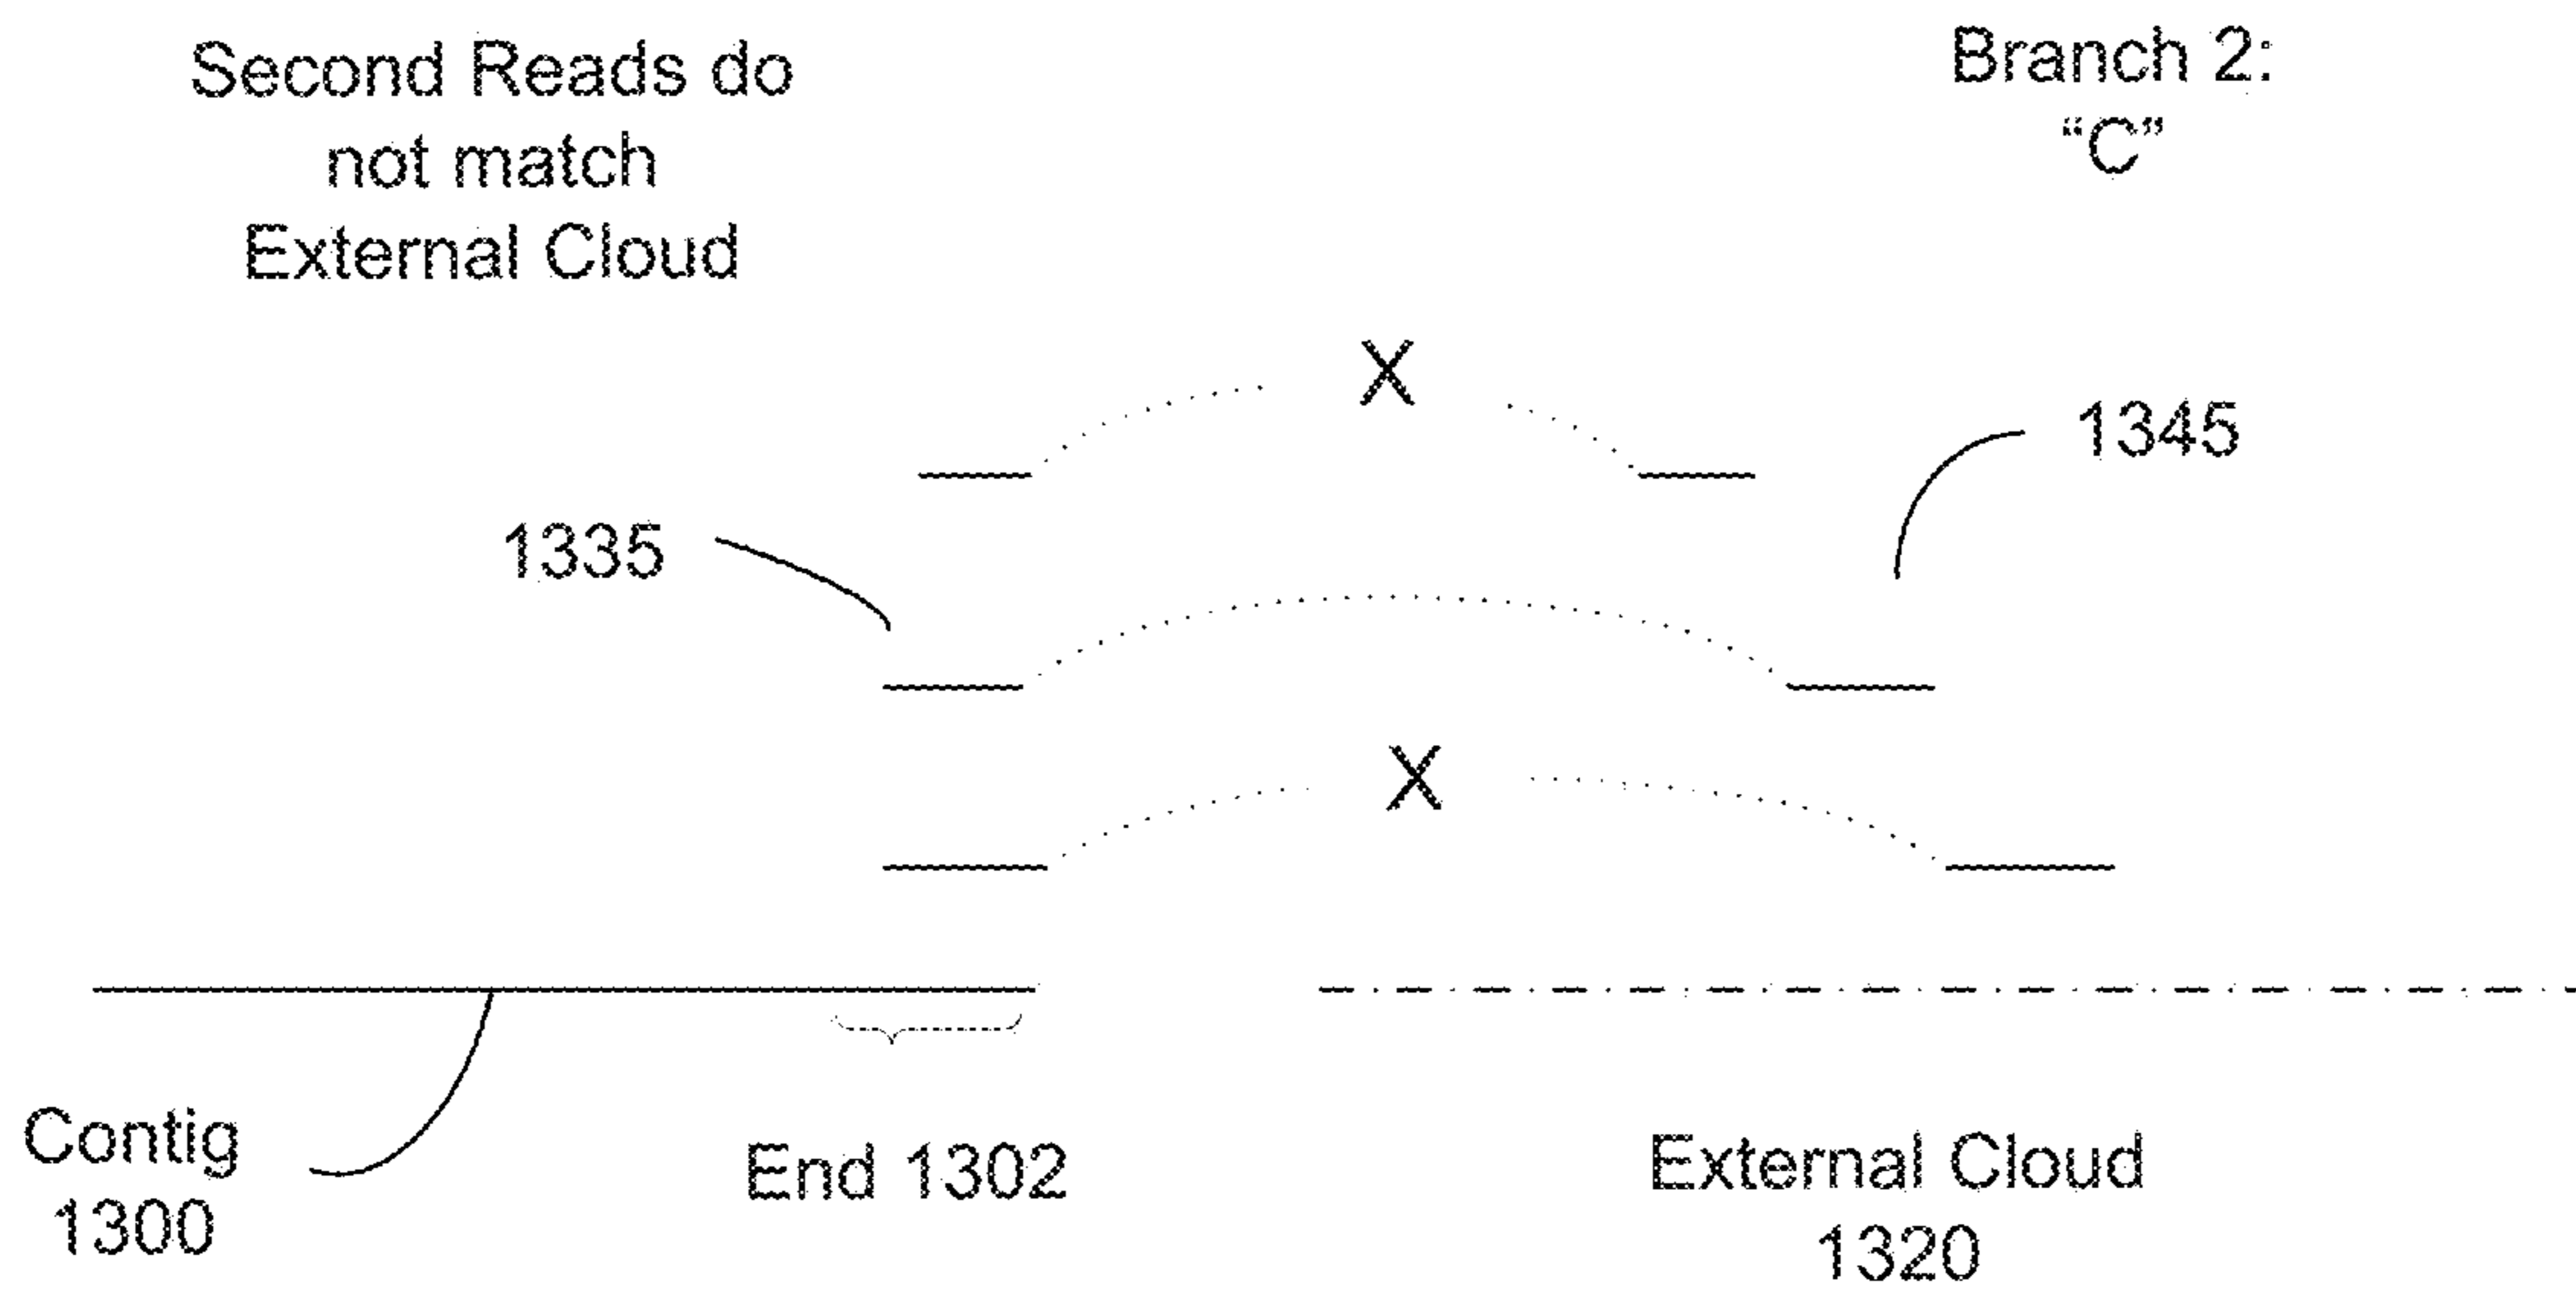 Second Reads do
not match
External Cloud
Branch 2:
“C”
X
1345
1335
X
Contig
1300
End 1302
External Cloud
1320